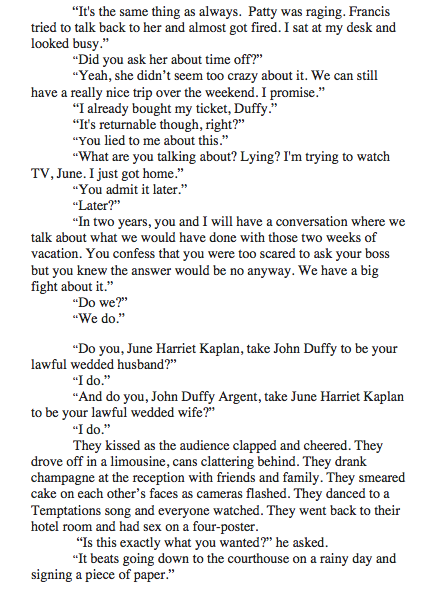 “It's the same thing as always.  Patty was raging. Francis
tried to talk back to her and almost got fired. I sat at my desk and
looked busy.”
“Did you ask her about time off?”
“Yeah, she didn’t seem too crazy about it. We can still
have a really nice trip over the weekend. I promise.”
“I already bought my ticket, Duffy.”
“It's returnable though, right?”
“You lied to me about this.”
“What are you talking about? Lying? I'm trying to watch
TV, June. I just got home.”
“You admit it later.”
“Later?”
“In two years, you and I will have a conversation where we
talk about what we would have done with those two weeks of
vacation. You confess that you were too scared to ask your boss
but you knew the answer would be no anyway. We have a big
fight about it.”
“Do we?”
“We do.”
“Do you, June Harriet Kaplan, take John Duffy to be your
lawful wedded husband?”
“I do.”
“And do you, John Duffy Argent, take June Harriet Kaplan
to be your lawful wedded wife?”
“I do.”
They kissed as the audience clapped and cheered. They
drove off in a limousine, cans clattering behind. They drank
champagne at the reception with friends and family. They smeared
cake on each other’s faces as cameras flashed. They danced to a
Temptations song and everyone watched. They went back to their
hotel room and had sex on a four-poster.
“Is this exactly what you wanted?” he asked.
“It beats going down to the courthouse on a rainy day and
signing a piece of paper.”